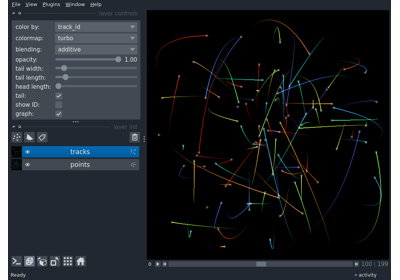 File View Plugins Window Help
layer controls
color by: track_id
colormap: turbo
blending: additive
opacity: 1.00
tail width:
tail length:
head length:
tail:
show ID:
graph:
layer list
tracks
points
Ready
0
100 | 199
activity